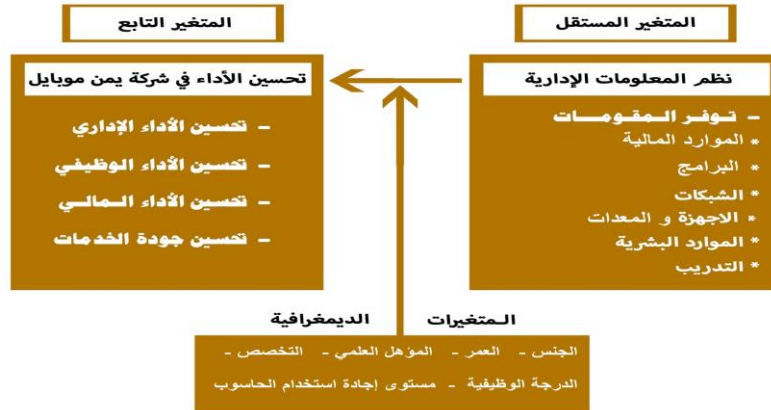 المتغير المستقل
نظم المعلومات الإدارية
- توفر المقومات
* الموارد المالية
* البرامج
* الشبكات
* الاجهزة و المعدات
* الموارد البشرية
* التدريب
المتغير التابع
تحسين الأداء في شركة يمن موبايل
- تحسين الأداء الإداري
- تحسين الأداء الوظيفي
- تحسين الأداء المالي
- تحسين جودة الخدمات
المتغيرات الديمغرافية
الجنس - العمر - المؤهل العلمي - التخصص -
الدرجة الوظيفية - مستوى إجادة استخدام الحاسوب